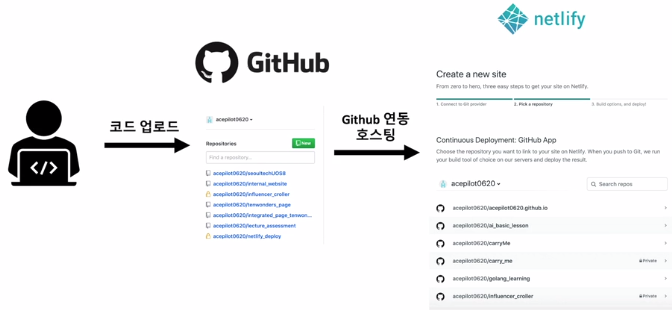 netlify
GitHub
Create a new site
From zero to hero, three easy steps to get your site on Netlify.
1. Connect to Git provider
2. Pick a repository
3. Build options, and deploy!
코드 업로드
Github 연동
호스팅
acepilot0620
Repositories
New
Find a repository...
acepilot0620/seoultechUOS8
acepilot0620/internal_website
acepilot0620/influencer_croller
acepilot0620/tenwonders_page
acepilot0620/integrated_page_tenwon...
acepilot0620/lecture_assessment
acepilot0620/netlify_deploy
</>
Continuous Deployment: GitHub App
Choose the repository you want to link to your site on Netlify. When you push to Git, we run
your build tool of choice on our servers and deploy the result.
acepilot0620
Search repos
acepilot0620/acepilot0620.github.io
acepilot0620/ai_basic_lesson
acepilot0620/carryMe
acepilot0620/carry_me
Private
acepilot0620/golang_learning
acepilot0620/influencer_croller
Private